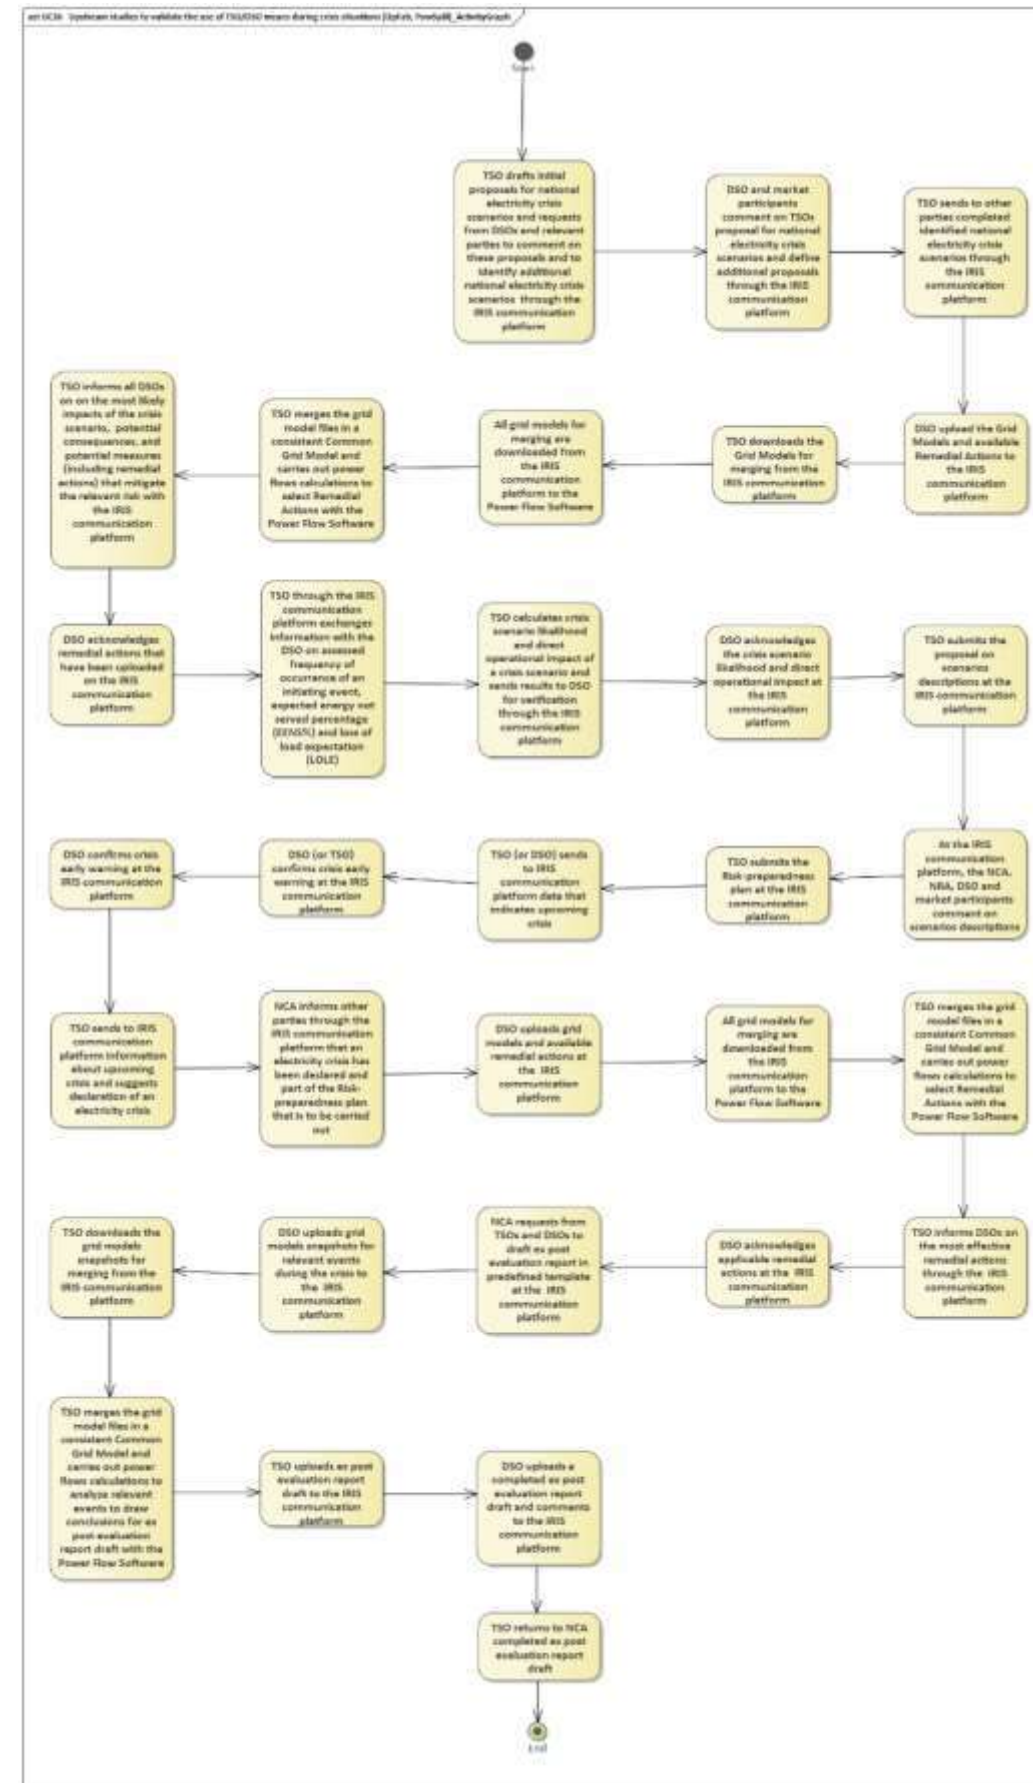 act UC36 - Upstream studies to validate the use of TSO/DSO means during crisis situations
Start
TSO drafts initial
proposals for national
electricity crisis
scenarios and requests
from DSOs and relevant
parties to comment on
these proposals and to
identify additional
national electricity crisis
scenarios through the
IRIS communication
platform
DSO and market
participants
comment on TSOs
proposal for national
electricity crisis
scenarios and define
additional proposals
through the IRIS
communication
platform
TSO sends to other
parties completed
identified national
electricity crisis
scenarios through
the IRIS
communication
platform
DSO upload the Grid
Models and available
Remedial Actions to
the IRIS
communication
platform
TSO downloads the
Grid Models for
merging from the
IRIS communication
platform
All grid models for
merging are
downloaded from
the IRIS
communication
platform to the
Power Flow Software
TSO merges the grid
model files in a
consistent Common
Grid Model and
carries out power
flows calculations to
select Remedial
Actions with the
Power Flow Software
TSO informs all DSOs
on on the most likely
impacts of the crisis
scenario, potential
consequences, and
potential measures
(including remedial
actions) that mitigate
the relevant risk with
the IRIS
communication
platform
DSO acknowledges
remedial actions that
have been uploaded
on the IRIS
communication
platform
TSO through the IRIS
communication
platform exchanges
information with the
DSO on assessed
frequency of
occurrence of an
initiating event,
expected energy not
served percentage
(EENS%) and loss of
load expectation
(LOLE)
TSO calculates crisis
scenario likelihood
and direct
operational impact of
a crisis scenario and
sends results to DSO
for verification
through the IRIS
communication
platform
DSO acknowledges
the crisis scenario
likelihood and direct
operational impact at
the IRIS
communication
platform
TSO submits the
proposal on
scenarios
descriptions at the
IRIS communication
platform
At the IRIS
communication
platform, the NCA,
NRA, DSO and
market participants
comment on
scenarios descriptions
TSO submits the
Risk-preparedness
plan at the IRIS
communication
platform
TSO (or DSO) sends
to IRIS
communication
platform data that
indicates upcoming
crisis
DSO (or TSO)
confirms crisis early
warning at the IRIS
communication
platform
DSO confirms crisis
early warning at the
IRIS communication
platform
TSO sends to IRIS
communication
platform information
about upcoming
crisis and suggests
declaration of an
electricity crisis
NCA informs other
parties through the
IRIS communication
platform that an
electricity crisis has
been declared and
part of the Risk-
preparedness plan
that is to be carried
out
DSO uploads grid
models and available
remedial actions at
the IRIS
communication
platform
All grid models for
merging are
downloaded from
the IRIS
communication
platform to the
Power Flow Software
TSO merges the grid
model files in a
consistent Common
Grid Model and
carries out power
flows calculations to
select Remedial
Actions with the
Power Flow Software
TSO informs DSOs on
the most effective
remedial actions
through the IRIS
communication
platform
DSO acknowledges
applicable remedial
actions at the IRIS
communication
platform
NCA requests from
TSOs and DSOs to
draft ex post
evaluation report in
predefined template
at the IRIS
communication
platform
DSO uploads grid
models snapshots for
relevant events
during the crisis to
the IRIS
communication
platform
TSO downloads the
grid models
snapshots for
merging from the
IRIS communication
platform
TSO merges the grid
model files in a
consistent Common
Grid Model and
carries out power
flows calculations to
analyze relevant
events to draw
conclusions for ex
post evaluation
report draft with the
Power Flow Software
TSO uploads ex post
evaluation report
draft to the IRIS
communication
platform
DSO uploads a
completed ex post
evaluation report
draft and comments
to the IRIS
communication
platform
TSO returns to NCA
completed ex post
evaluation report
draft
End